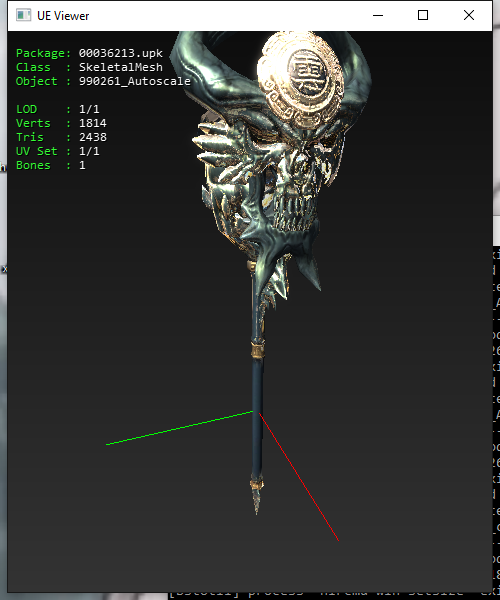 UE Viewer
Package: 00036213.upk
Class : SkeletalMesh
Object : 990261_Autoscale
LOD : 1/1
Verts : 1814
Tris : 2438
UV Set : 1/1
Bones : 1